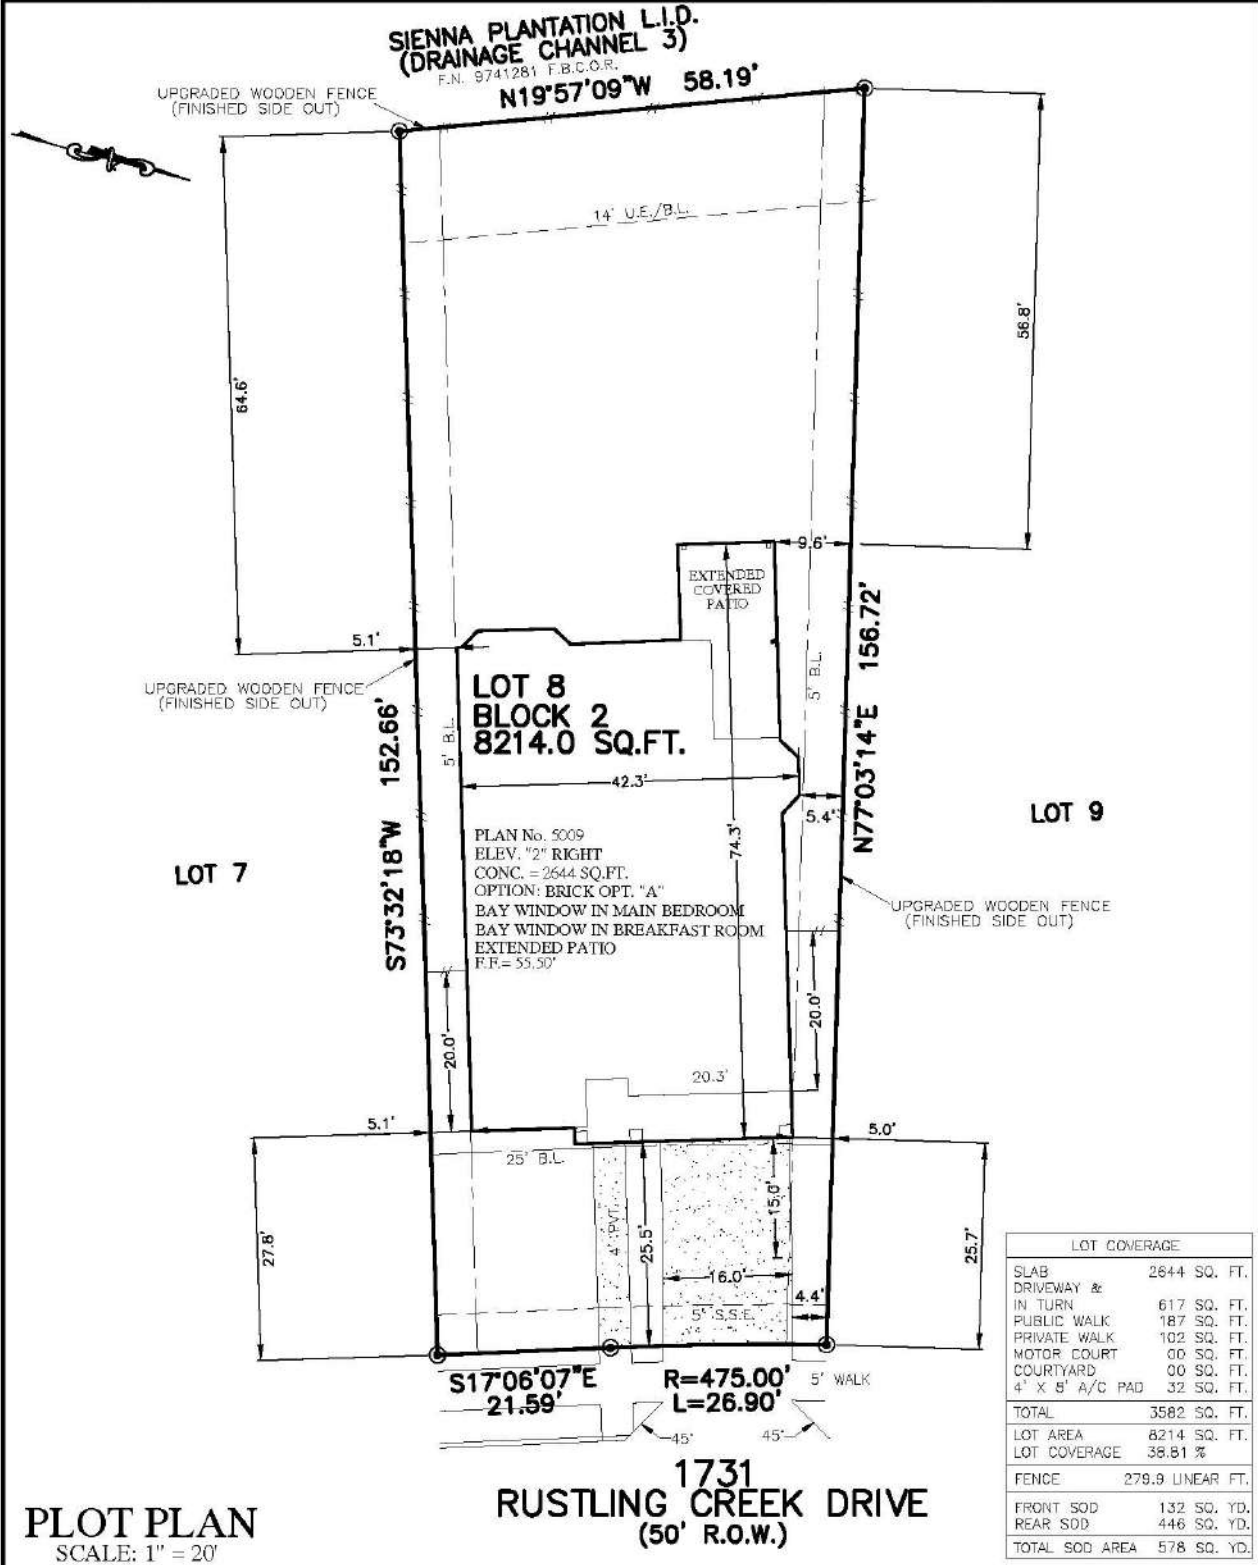 SIENNA PLANTATION L.I.D.
(DRAINAGE CHANNEL 3)
F.N. 9741281 F.B.C.O.R.
N19°57'09"W 58.19'
UPGRADED WOODEN FENCE
(FINISHED SIDE OUT)
14' U.E./B.L.
64.6'
56.8'
9.6'
EXTENDED
COVERED
PATIO
5.1'
UPGRADED WOODEN FENCE
(FINISHED SIDE OUT)
LOT 8
BLOCK 2
8214.0 SQ.FT.
5' B.L.
5' B.L.
S73°32'18"W 152.66'
N77°03'14"E 156.72'
42.3'
5.4'
74.3'
LOT 7
LOT 9
PLAN No. 5009
ELEV. "2" RIGHT
CONC. = 2644 SQ.FT.
OPTION: BRICK OPT. "A"
BAY WINDOW IN MAIN BEDROOM
BAY WINDOW IN BREAKFAST ROOM
EXTENDED PATIO
F.F.= 55.50'
UPGRADED WOODEN FENCE
(FINISHED SIDE OUT)
20.0'
20.0'
20.3'
5.1'
5.0'
25' B.L.
27.8'
4' PVT.
25.5'
15.0'
25.7'
16.0'
4.4'
5' S.S.E.
S17°06'07"E
21.59'
R=475.00'
L=26.90'
5' WALK
45°
45°
1731
RUSTLING CREEK DRIVE
(50' R.O.W.)
PLOT PLAN
SCALE: 1" = 20'
LOT COVERAGE
SLAB 2644 SQ. FT.
DRIVEWAY &
IN TURN 617 SQ. FT.
PUBLIC WALK 187 SQ. FT.
PRIVATE WALK 102 SQ. FT.
MOTOR COURT 00 SQ. FT.
COURTYARD 00 SQ. FT.
4' X 8' A/C PAD 32 SQ. FT.
TOTAL 3582 SQ. FT.
LOT AREA 8214 SQ. FT.
LOT COVERAGE 38.81 %
FENCE 279.9 LINEAR FT.
FRONT SOD 132 SQ. YD.
REAR SOD 446 SQ. YD.
TOTAL SOD AREA 578 SQ. YD.